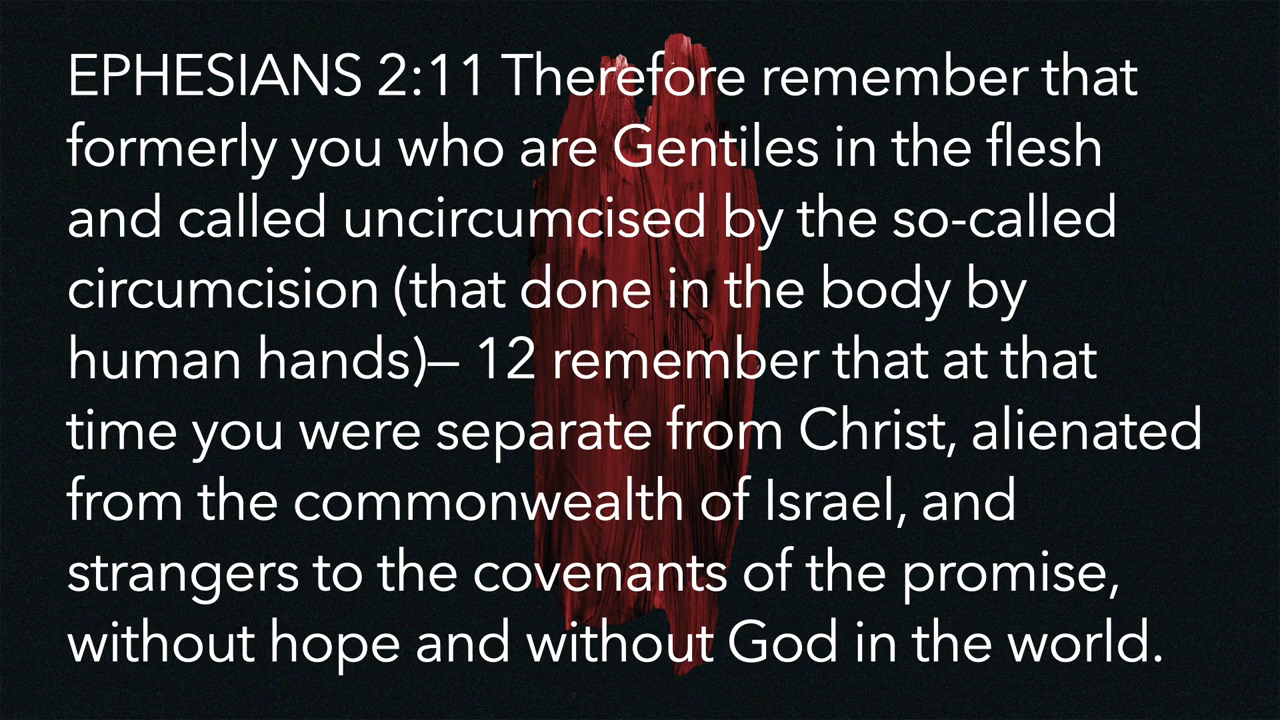 EPHESIANS 2:11 Therefore remember that
formerly you who are Gentiles in the flesh
and called uncircumcised by the so-called
circumcision (that done in the body by
human hands)– 12 remember that at that
time you were separate from Christ, alienated
from the commonwealth of Israel, and
strangers to the covenants of the promise,
without hope and without God in the world.